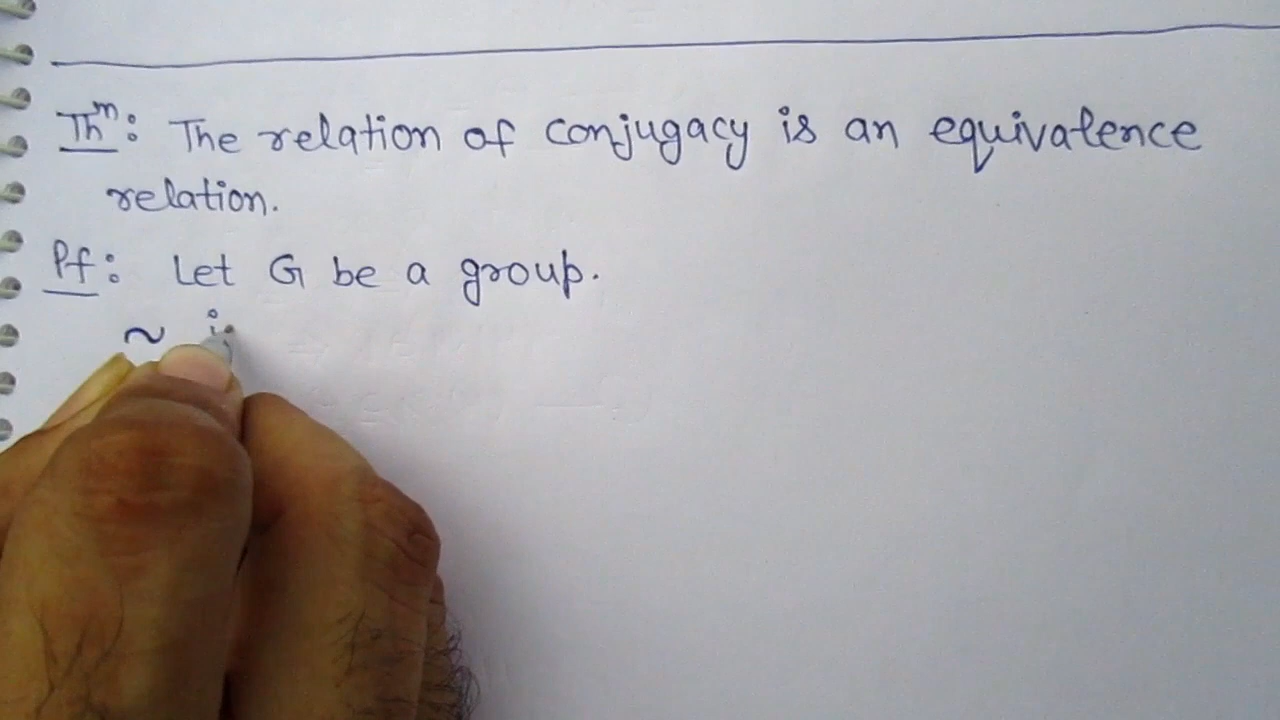 Thᵐ: The relation of conjugacy is an equivalence
relation.
Pf: Let G be a group.
~